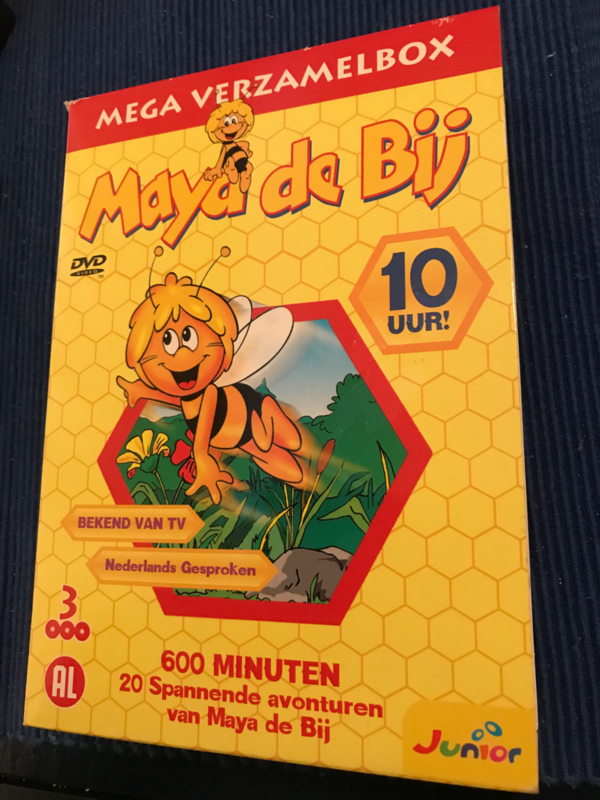 MEGA VERZAMELBOX
Maya de Bij
DVD
VIDEO
™
10
UUR!
BEKEND VAN TV
Nederlands Gesproken
3
AL
600 MINUTEN
20 Spannende avonturen
van Maya de Bij
Junior